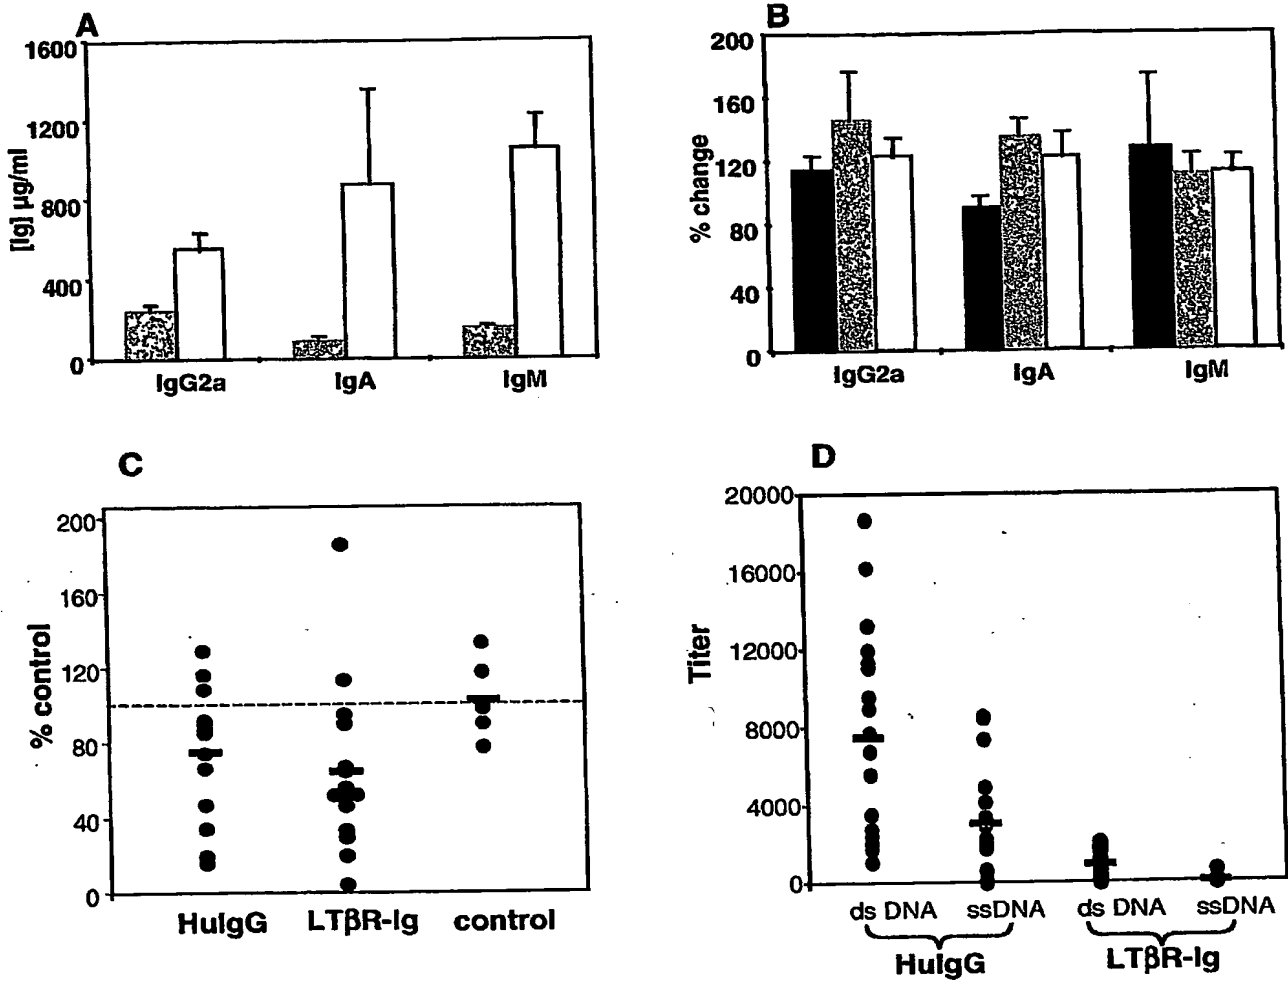 A
1600
1200
800
400
0
[Ig] µg/ml
IgG2a IgA IgM
B
200
160
120
80
40
0
% change
IgG2a IgA IgM
C
200
160
120
80
40
0
% control
HuIgG LTβR-Ig control
D
20000
16000
12000
8000
4000
0
Titer
ds DNA ssDNA ds DNA ssDNA
HuIgG LTβR-Ig